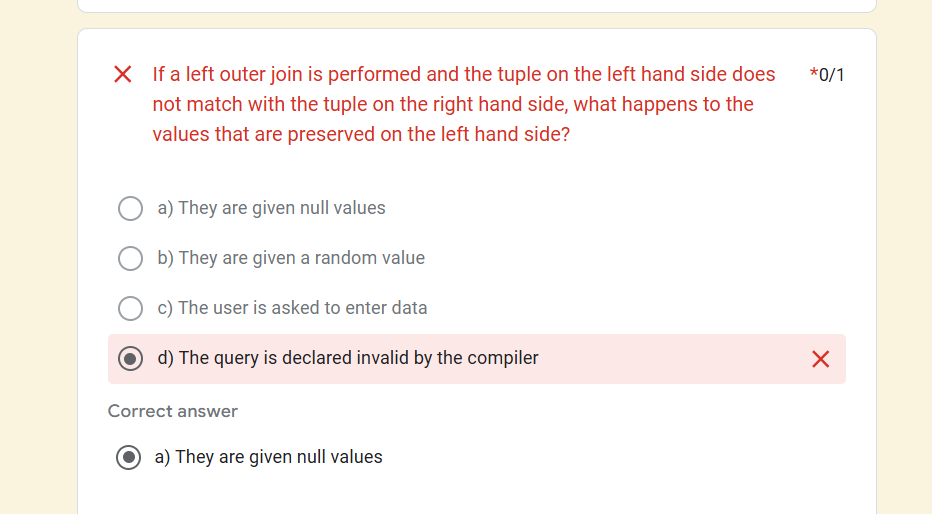 If a left outer join is performed and the tuple on the left hand side does *0/1
not match with the tuple on the right hand side, what happens to the
values that are preserved on the left hand side?
a) They are given null values
b) They are given a random value
c) The user is asked to enter data
d) The query is declared invalid by the compiler
Correct answer
a) They are given null values